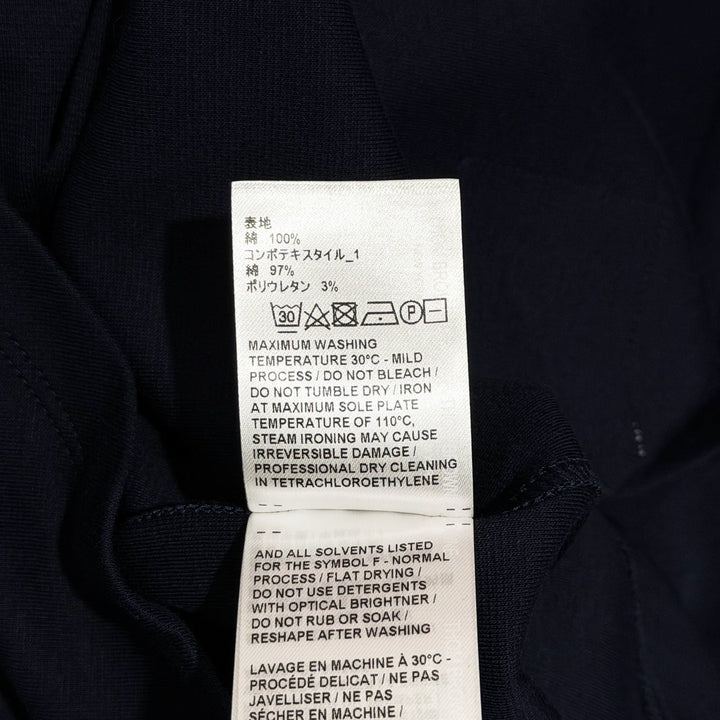 表地
綿 100%
コンポテキスタイル_1
綿 97%
ポリウレタン 3%
30 P
MAXIMUM WASHING
TEMPERATURE 30°C - MILD
PROCESS / DO NOT BLEACH /
DO NOT TUMBLE DRY / IRON
AT MAXIMUM SOLE PLATE
TEMPERATURE OF 110°C,
STEAM IRONING MAY CAUSE
IRREVERSIBLE DAMAGE /
PROFESSIONAL DRY CLEANING
IN TETRACHLOROETHYLENE
AND ALL SOLVENTS LISTED
FOR THE SYMBOL F - NORMAL
PROCESS / FLAT DRYING /
DO NOT USE DETERGENTS
WITH OPTICAL BRIGHTNER /
DO NOT RUB OR SOAK /
RESHAPE AFTER WASHING
LAVAGE EN MACHINE À 30°C -
PROCÉDÉ DÉLICAT / NE PAS
JAVELLISER / NE PAS
SÉCHER EN MACHINE /